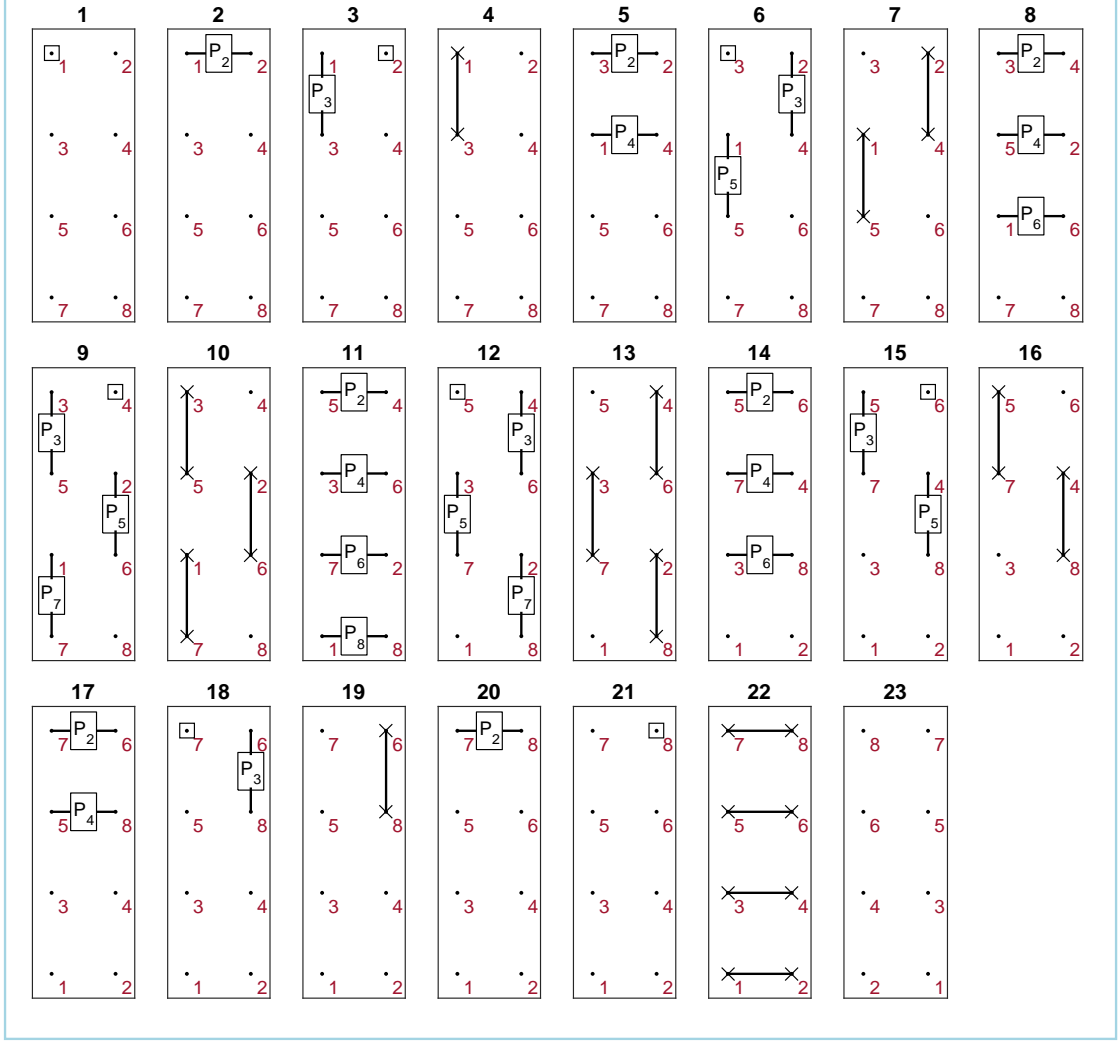 1 2 3 4 5 6 7 8
1 2 1 P2 2 1 2 1 2 3 P2 2 3 2 3 2 3 P2 4
P3 P3
3 4 3 4 3 4 3 4 1 P4 4 1 4 1 4 5 P4 2
P5
5 6 5 6 5 6 5 6 5 6 5 6 5 6 1 P6 6
7 8 7 8 7 8 7 8 7 8 7 8 7 8 7 8
9 10 11 12 13 14 15 16
3 4 3 4 5 P2 4 5 4 5 4 5 P2 6 5 6 5 6
P3 P3 P3
5 2 5 2 3 P4 6 3 6 3 6 7 P4 4 7 4 7 4
P5 P5 P5
1 6 1 6 7 P6 2 7 2 7 2 3 P6 8 3 8 3 8
P7 P7
7 8 7 8 1 P8 8 1 8 1 8 1 2 1 2 1 2
17 18 19 20 21 22 23
7 P2 6 7 6 7 6 7 P2 8 7 8 7 8 8 7
P3
5 P4 8 5 8 5 8 5 6 5 6 5 6 6 5
3 4 3 4 3 4 3 4 3 4 3 4 4 3
1 2 1 2 1 2 1 2 1 2 1 2 2 1